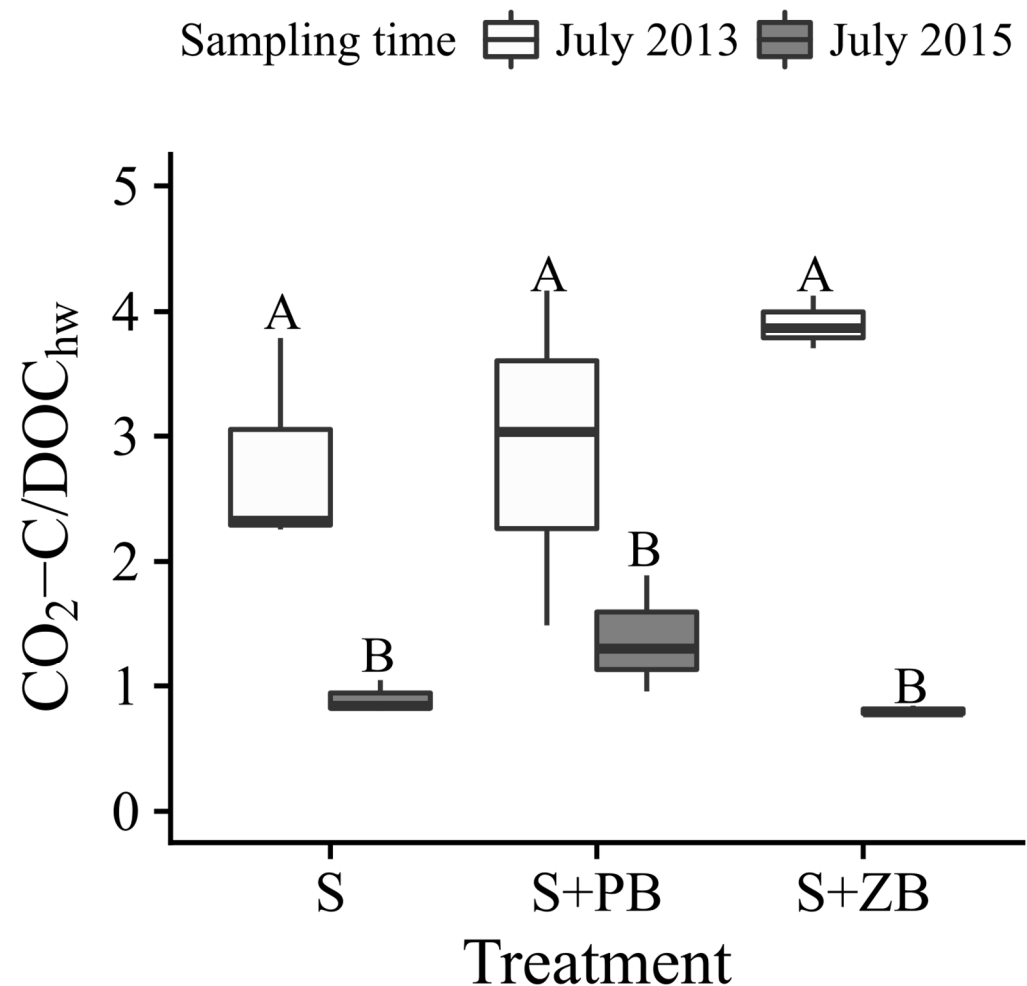 Sampling time July 2013 July 2015
CO₂–C/DOChw
5
4
3
2
1
0
A
A
A
B
B
B
S S+PB S+ZB
Treatment